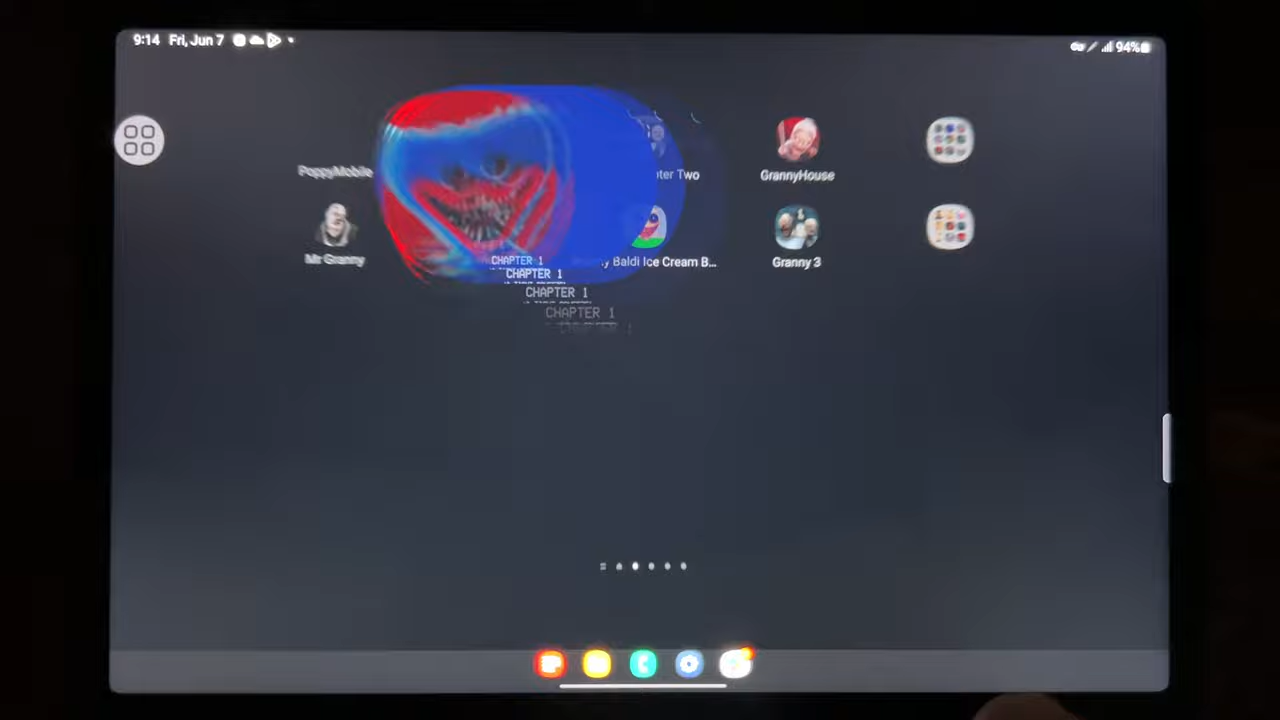 9:14 Fri, Jun 7
94%
PoppyMobile
ter Two
GrannyHouse
Mr Granny
y Baldi Ice Cream B...
Granny 3
CHAPTER 1
CHAPTER 1
CHAPTER 1
CHAPTER 1